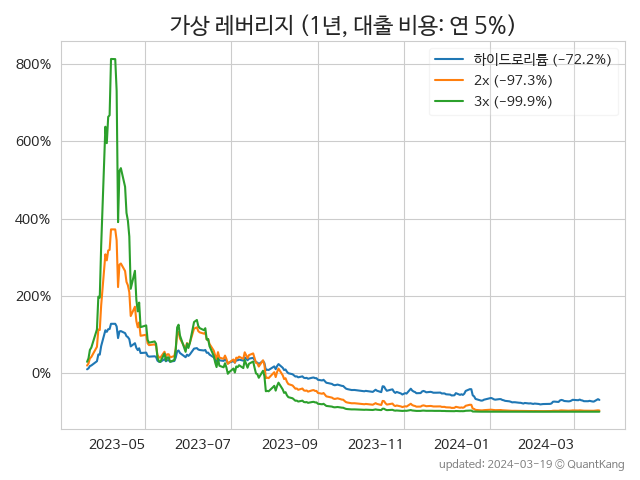 가상 레버리지 (1년, 대출 비용: 연 5%)
하이드로리튬 (-72.2%)
2x (-97.3%)
3x (-99.9%)
800%
600%
400%
200%
0%
2023-05
2023-07
2023-09
2023-11
2024-01
2024-03
updated: 2024-03-19 © QuantKang